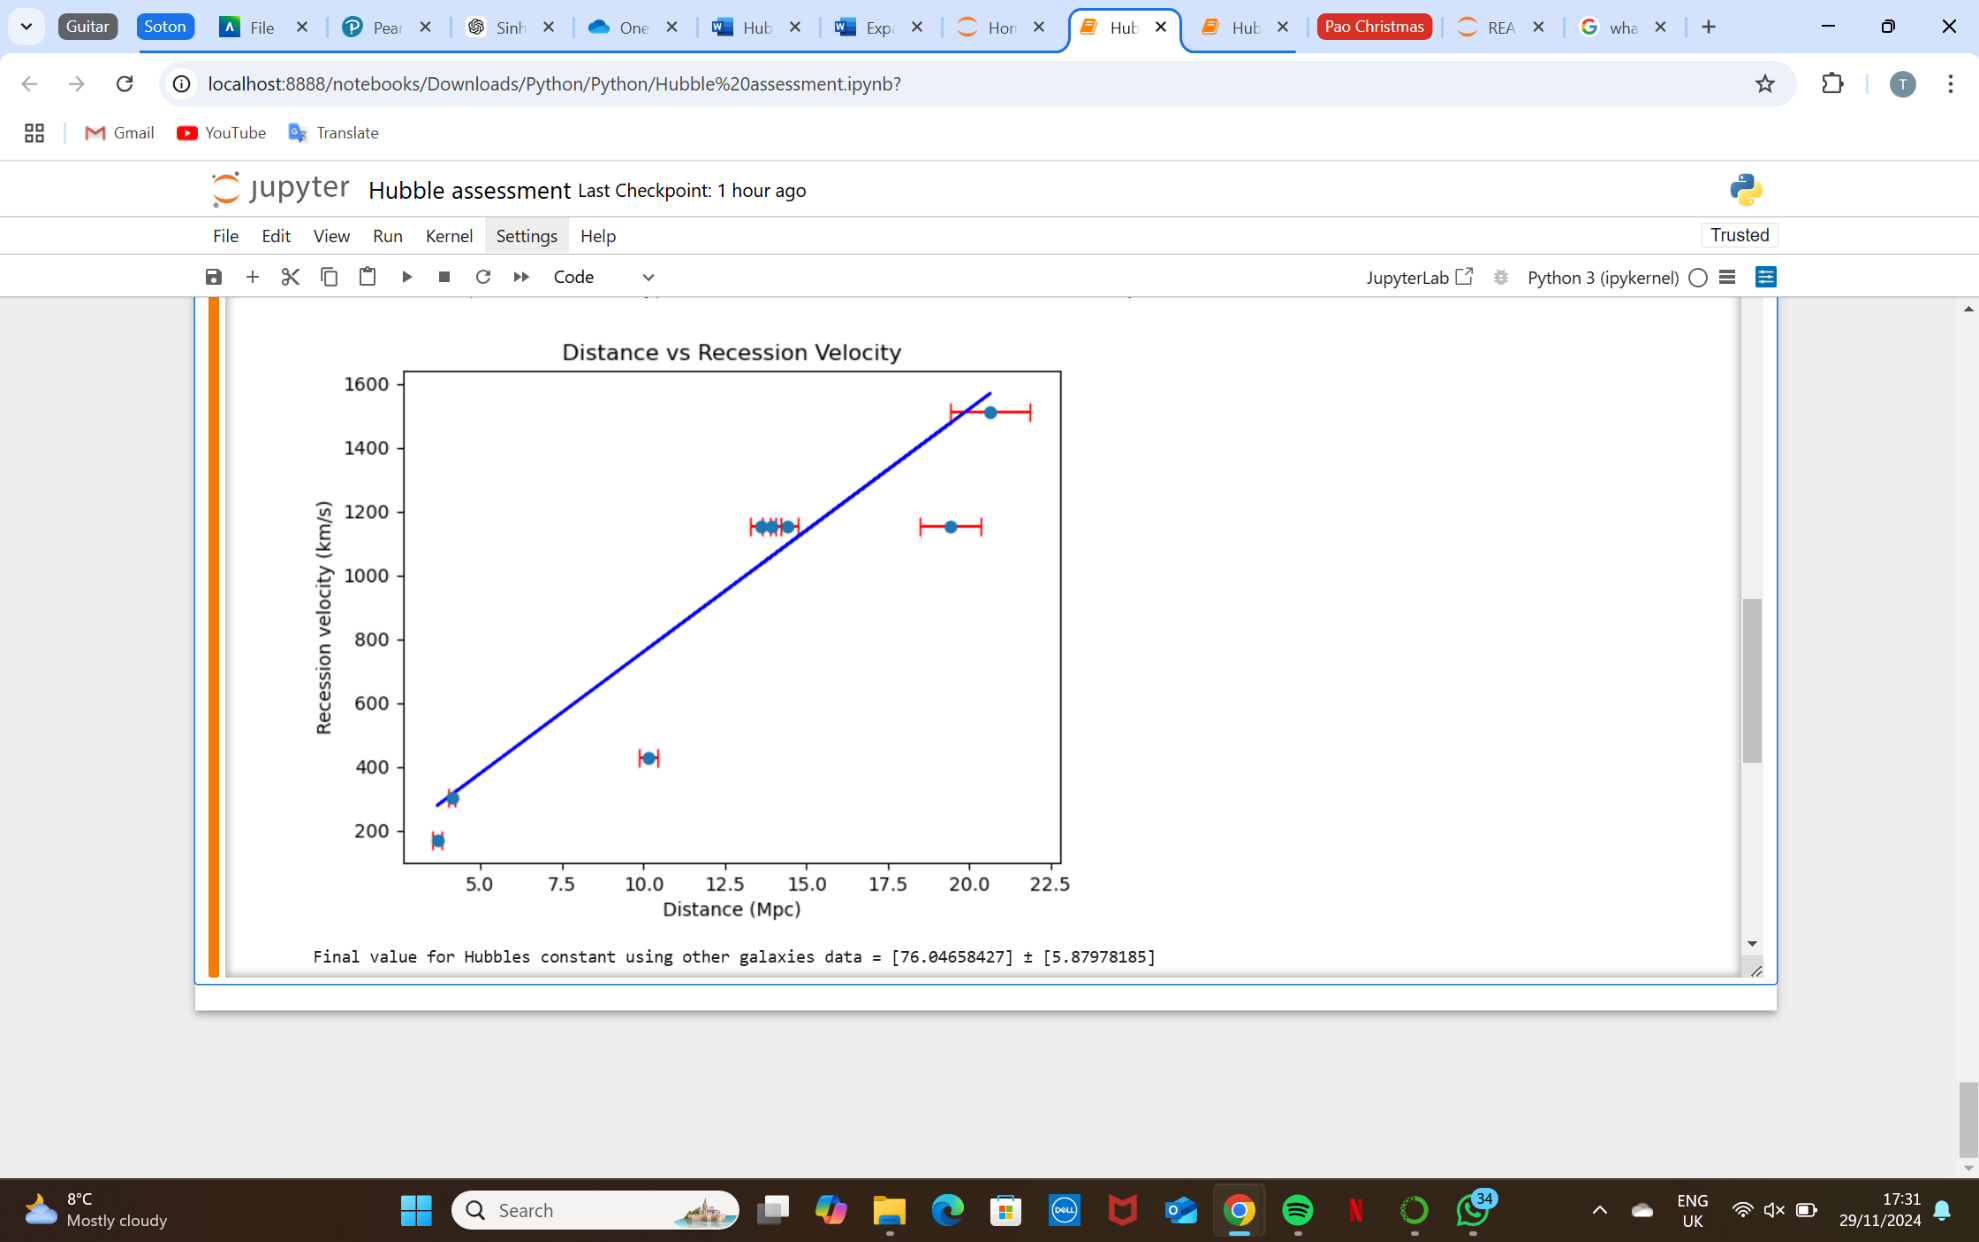 Guitar Soton File Pear Sinh One Hub Exp Hon Hub Hub Pao Christmas REA wha
localhost:8888/notebooks/Downloads/Python/Python/Hubble%20assessment.ipynb?
Gmail YouTube Translate
jupyter Hubble assessment Last Checkpoint: 1 hour ago
File Edit View Run Kernel Settings Help Trusted
Code JupyterLab Python 3 (ipykernel)
Distance vs Recession Velocity
1600
1400
1200
1000
800
600
400
200
Recession velocity (km/s)
5.0 7.5 10.0 12.5 15.0 17.5 20.0 22.5
Distance (Mpc)
Final value for Hubbles constant using other galaxies data = [76.04658427] ± [5.87978185]
8°C
Mostly cloudy
Search
DELL
34
ENG
UK
17:31
29/11/2024